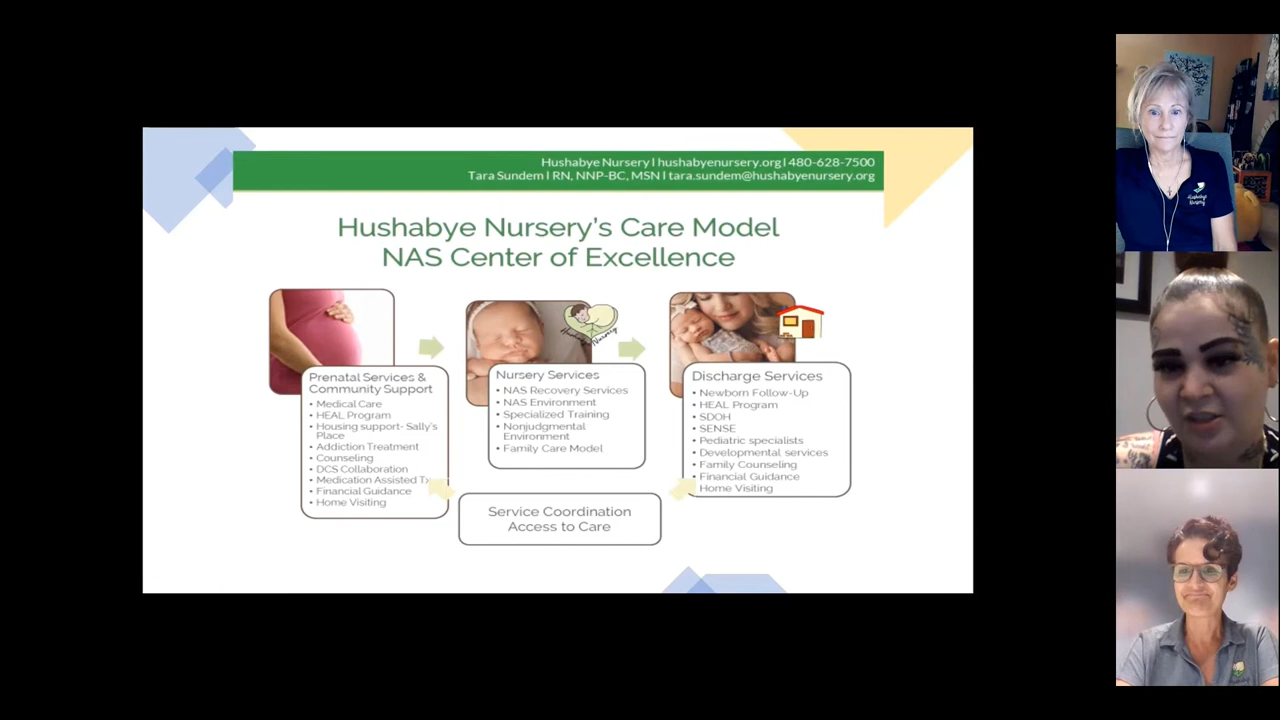 Hushabye Nursery | hushabyenursery.org | 480-628-7500
Tara Sundem | RN, NNP-BC, MSN | tara.sundem@hushabyenursery.org
Hushabye Nursery's Care Model
NAS Center of Excellence
Prenatal Services &
Community Support
• Medical Care
• HEAL Program
• Housing support- Sally's
Place
• Addiction Treatment
• Counseling
• DCS Collaboration
• Medication Assisted Tx
• Financial Guidance
• Home Visiting
Nursery Services
• NAS Recovery Services
• NAS Environment
• Specialized Training
• Nonjudgmental
Environment
• Family Care Model
Discharge Services
• Newborn Follow-Up
• HEAL Program
• SDOH
• SENSE
• Pediatric specialists
• Developmental services
• Family Counseling
• Financial Guidance
Home Visiting
Service Coordination
Access to Care
Hushabye
Nursery